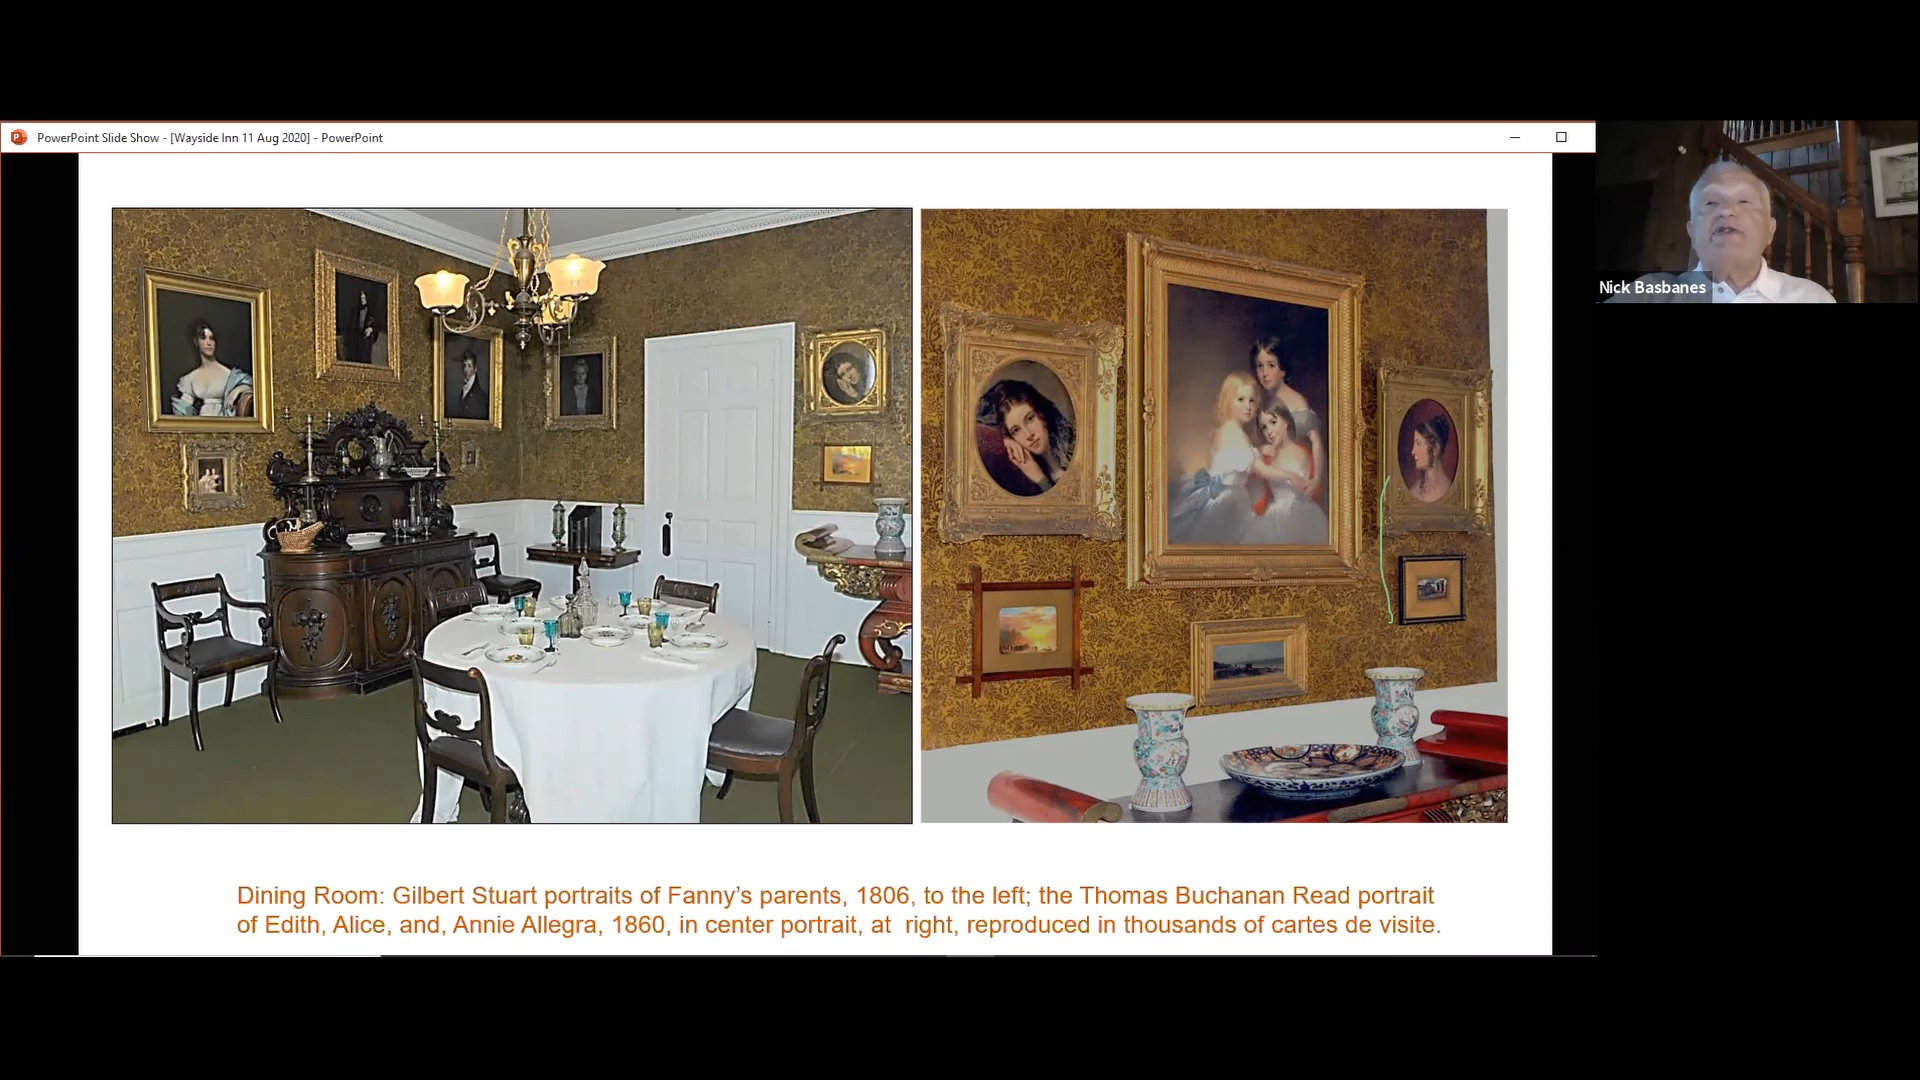 PowerPoint Slide Show - [Wayside Inn 11 Aug 2020] - PowerPoint
Nick Basbanes
Dining Room: Gilbert Stuart portraits of Fanny’s parents, 1806, to the left; the Thomas Buchanan Read portrait
of Edith, Alice, and, Annie Allegra, 1860, in center portrait, at  right, reproduced in thousands of cartes de visite.